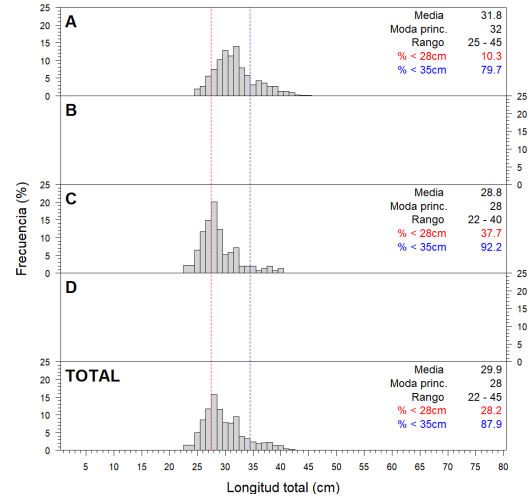 25
20
15
10
5
0
A
Media 31.8
Moda princ. 32
Rango 25 - 45
% < 28cm 10.3
% < 35cm 79.7
B
25
20
15
10
5
0
25
20
15
10
5
0
C
Media 28.8
Moda princ. 28
Rango 22 - 40
% < 28cm 37.7
% < 35cm 92.2
D
25
20
15
10
5
0
25
20
15
10
5
0
TOTAL
Media 29.9
Moda princ. 28
Rango 22 - 45
% < 28cm 28.2
% < 35cm 87.9
Frecuencia (%)
5 10 15 20 25 30 35 40 45 50 55 60 65 70 75 80
Longitud total (cm)